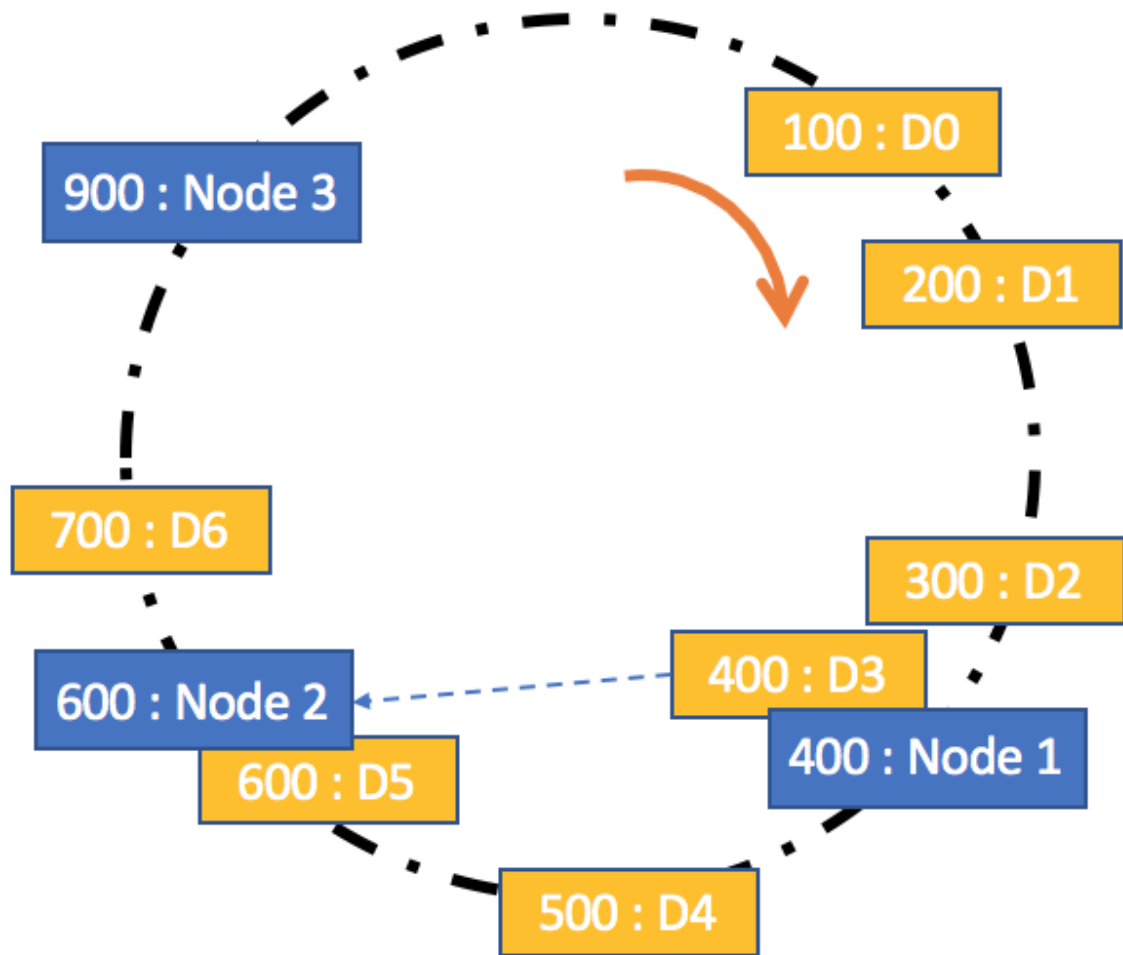 100 : D0
900 : Node 3
200 : D1
700 : D6
300 : D2
400 : D3
600 : Node 2
400 : Node 1
600 : D5
500 : D4